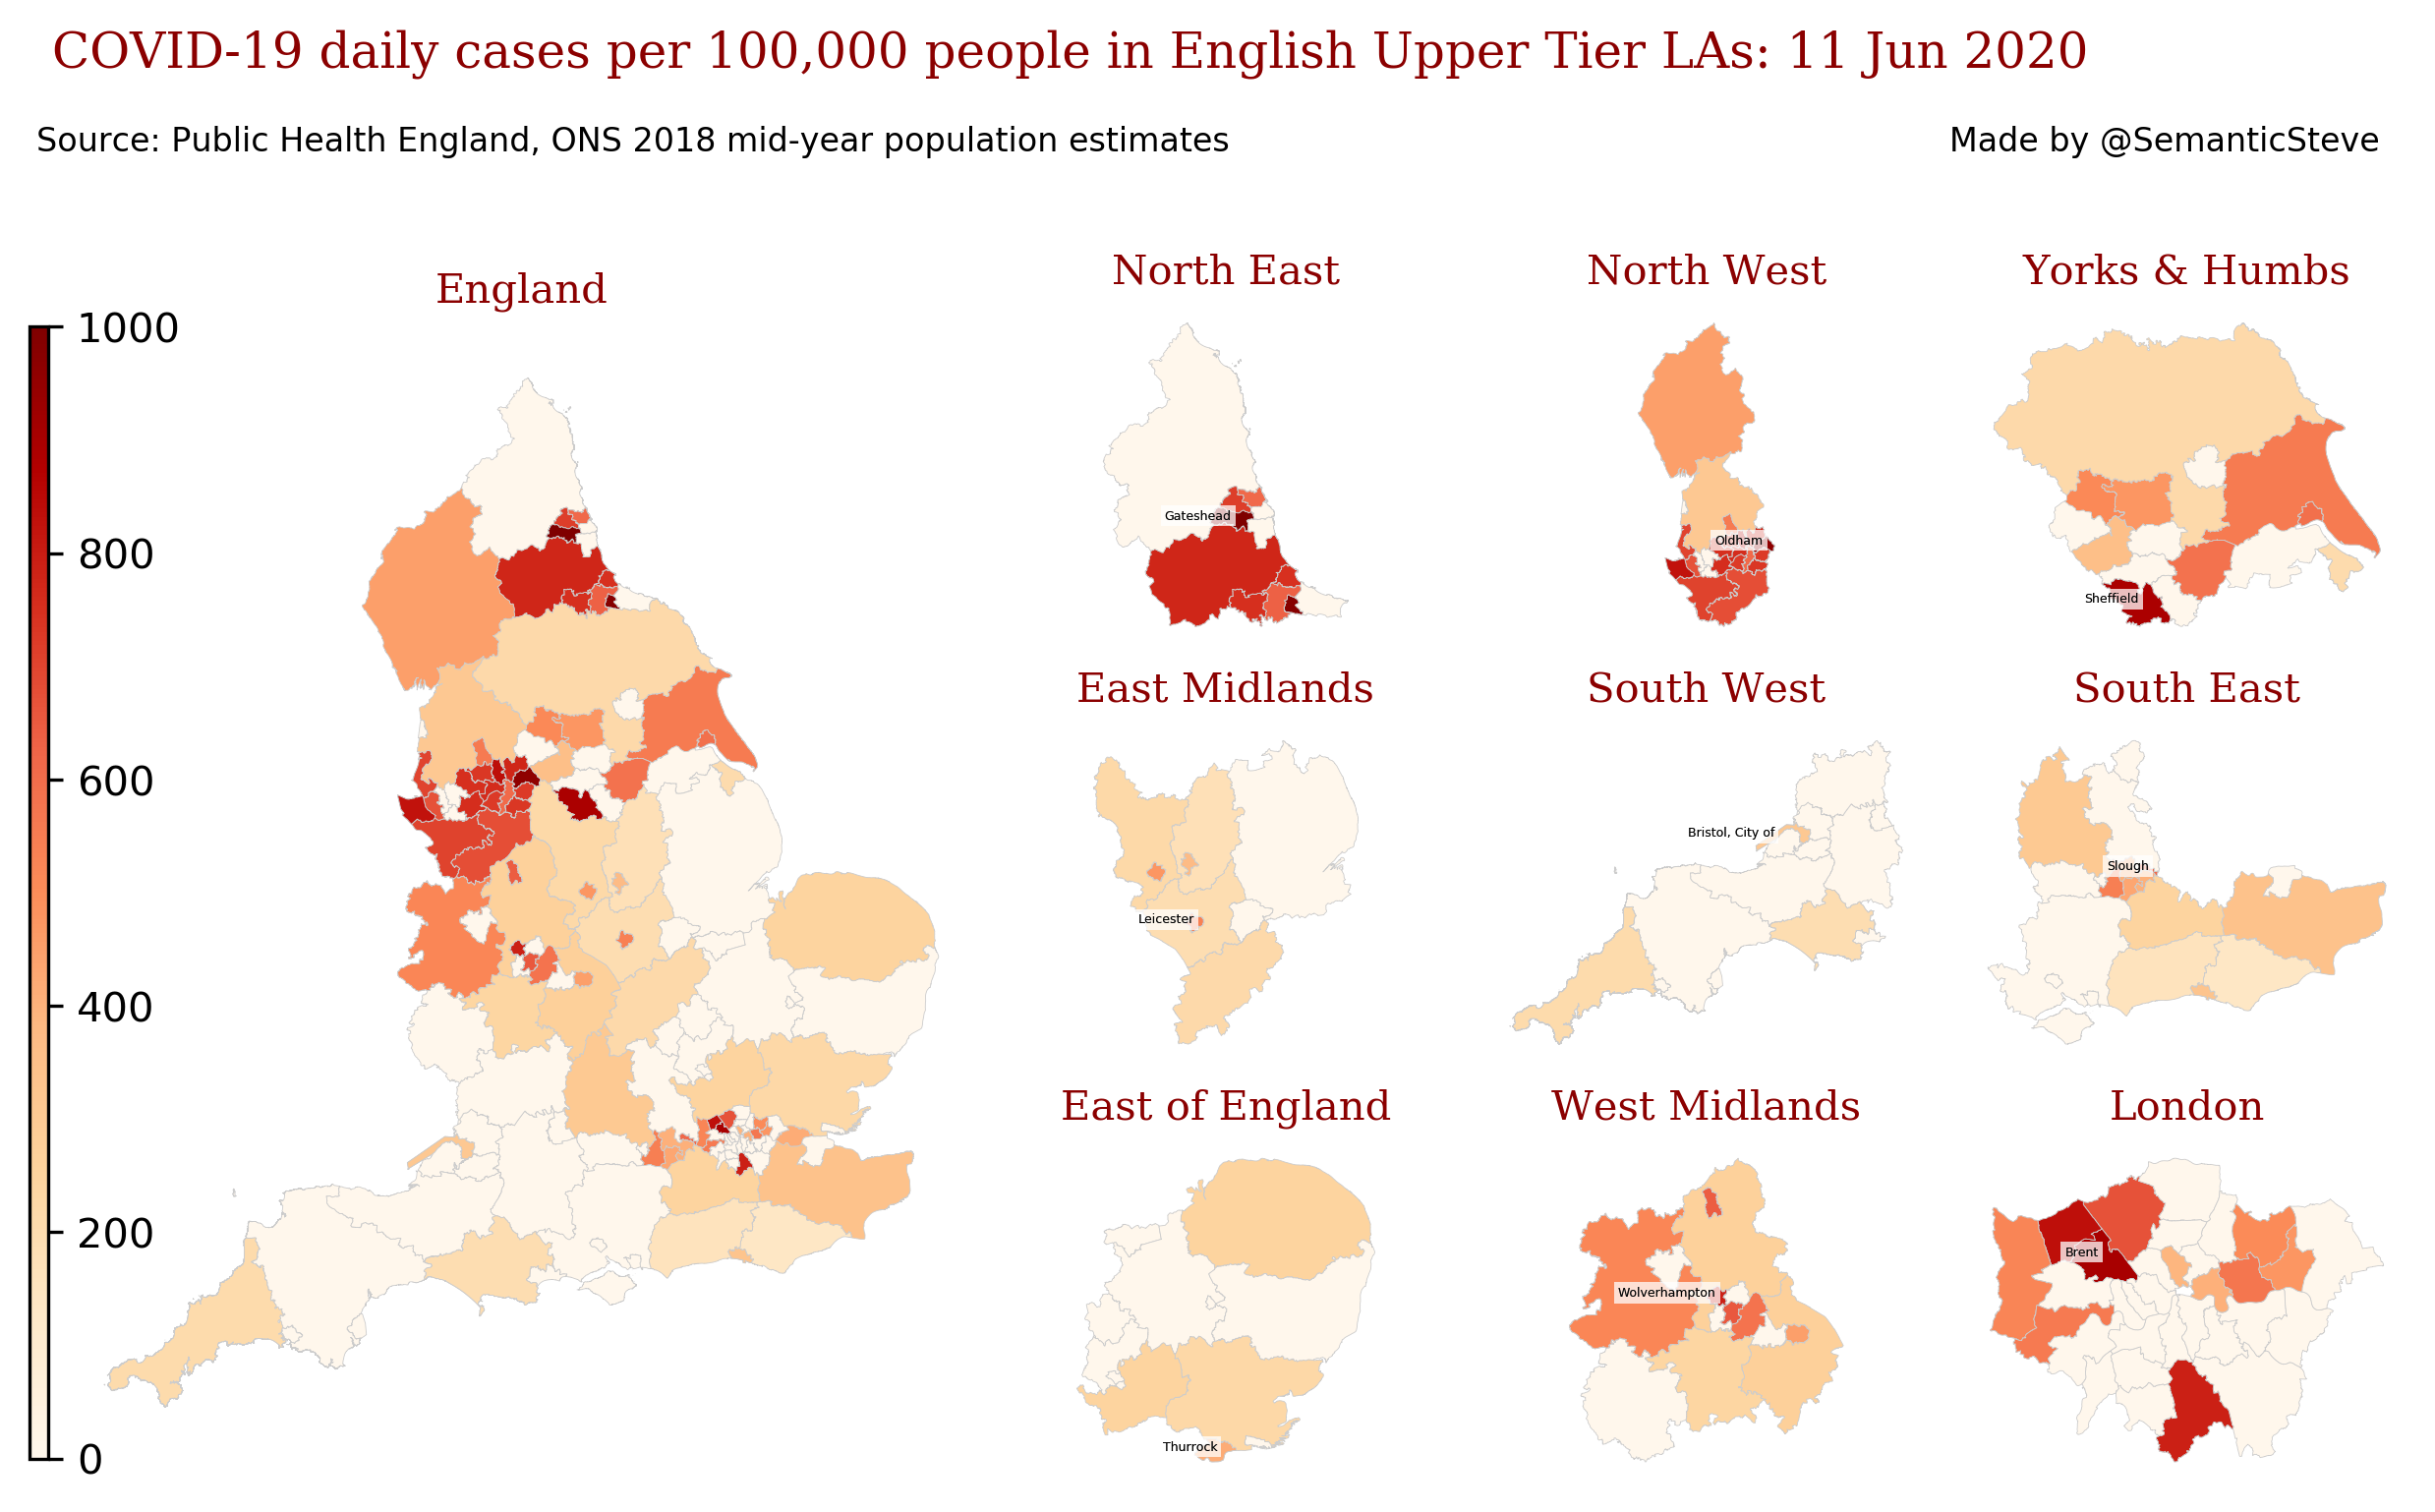 COVID-19 daily cases per 100,000 people in English Upper Tier LAs: 11 Jun 2020
Source: Public Health England, ONS 2018 mid-year population estimates
Made by @SemanticSteve
England
1000
800
600
400
200
0
North East
Gateshead
North West
Oldham
Yorks & Humbs
Sheffield
East Midlands
Leicester
South West
Bristol, City of
South East
Slough
East of England
Thurrock
West Midlands
Wolverhampton
London
Brent